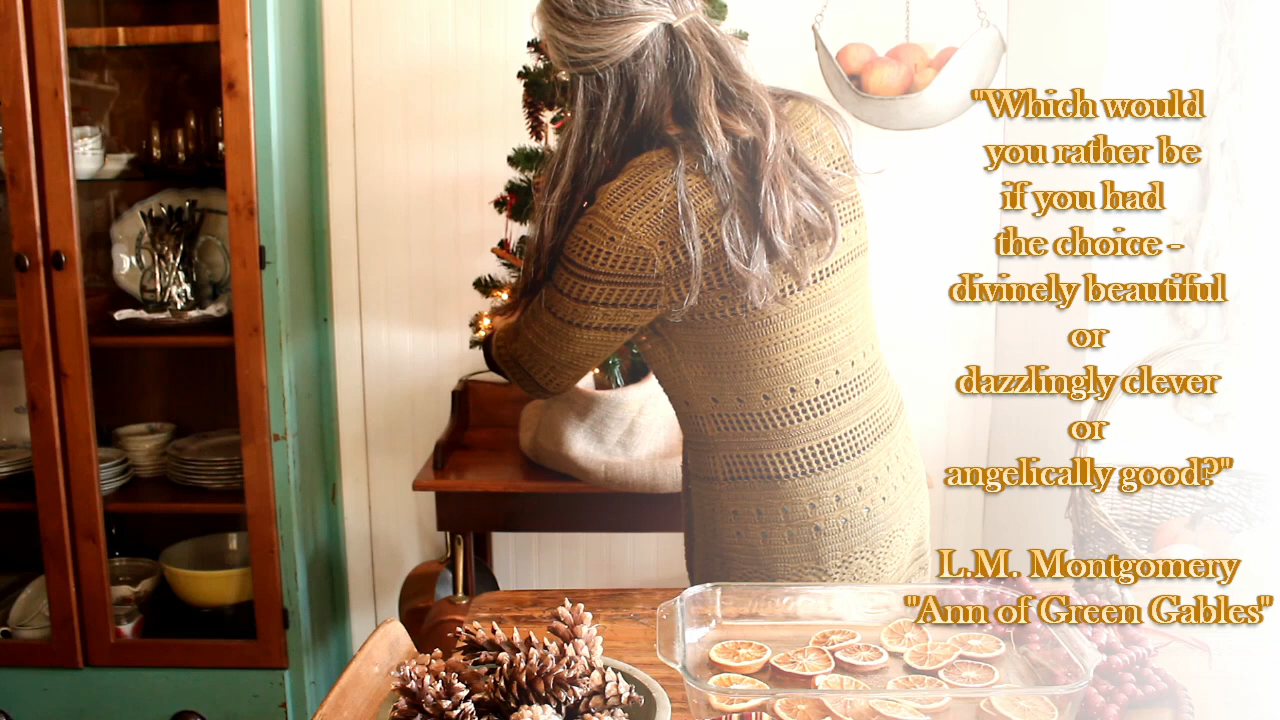 "Which would
you rather be
if you had
the choice -
divinely beautiful
or
dazzlingly clever
or
angelically good?"
L.M. Montgomery
"Ann of Green Gables"